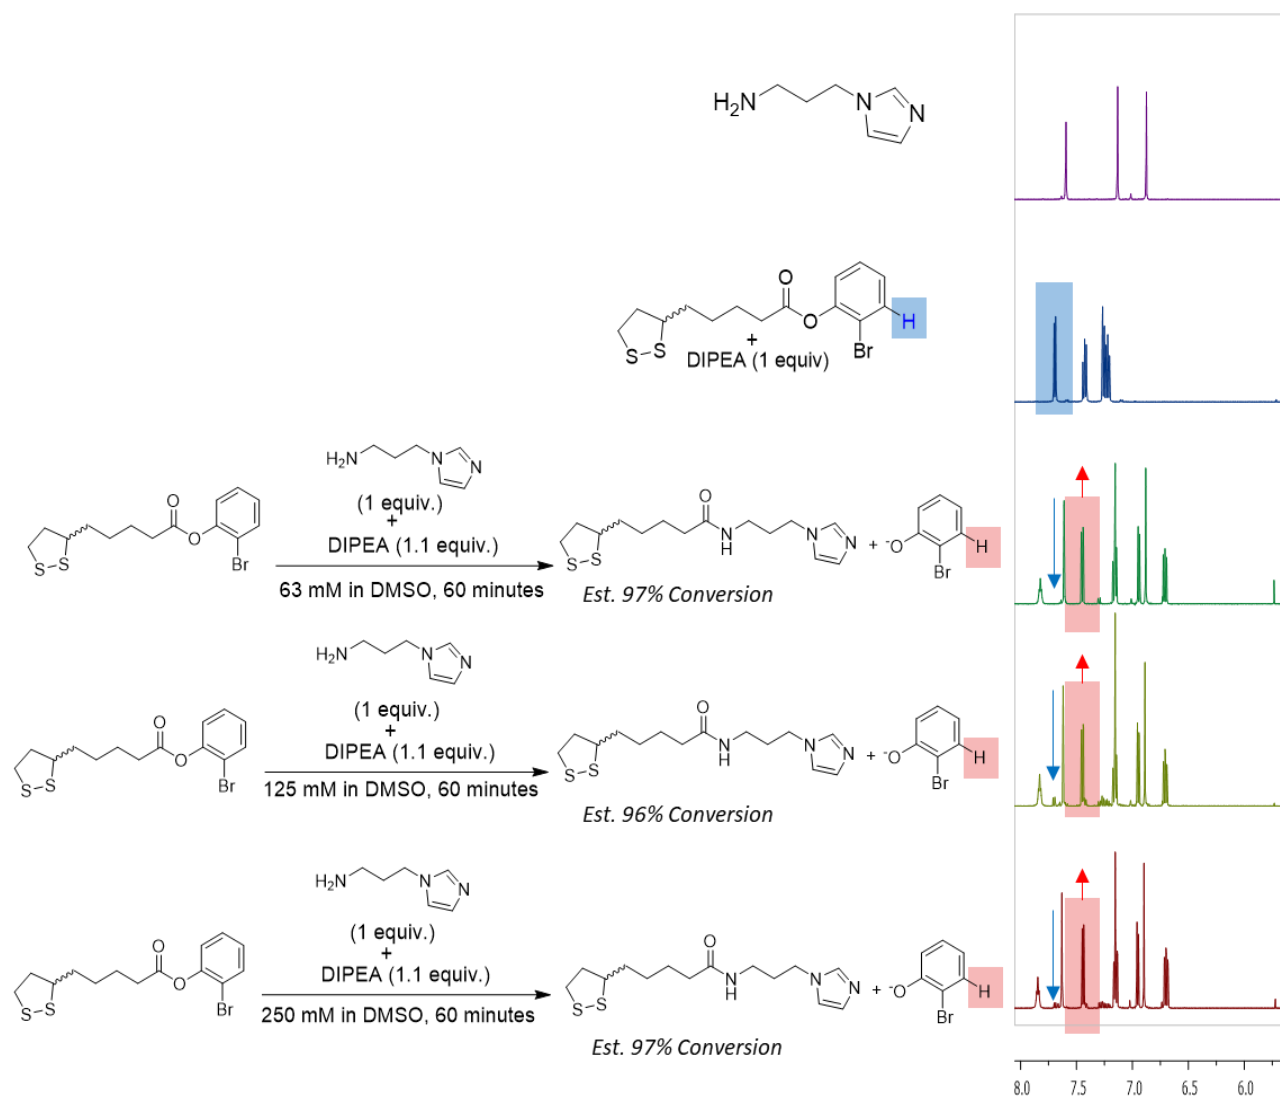 H2N
N
N
O
O
H
Br
S
S
+
DIPEA (1 equiv)
H2N
N
N
(1 equiv.)
+
DIPEA (1.1 equiv.)
63 mM in DMSO, 60 minutes
O
O
Br
S
S
O
N
H
N
N
S
S
+
-O
H
Br
Est. 97% Conversion
H2N
N
N
(1 equiv.)
+
DIPEA (1.1 equiv.)
125 mM in DMSO, 60 minutes
O
O
Br
S
S
O
N
H
N
N
S
S
+
-O
H
Br
Est. 96% Conversion
H2N
N
N
(1 equiv.)
+
DIPEA (1.1 equiv.)
250 mM in DMSO, 60 minutes
O
O
Br
S
S
O
N
H
N
N
S
S
+
-O
H
Br
Est. 97% Conversion
8.0 7.5 7.0 6.5 6.0